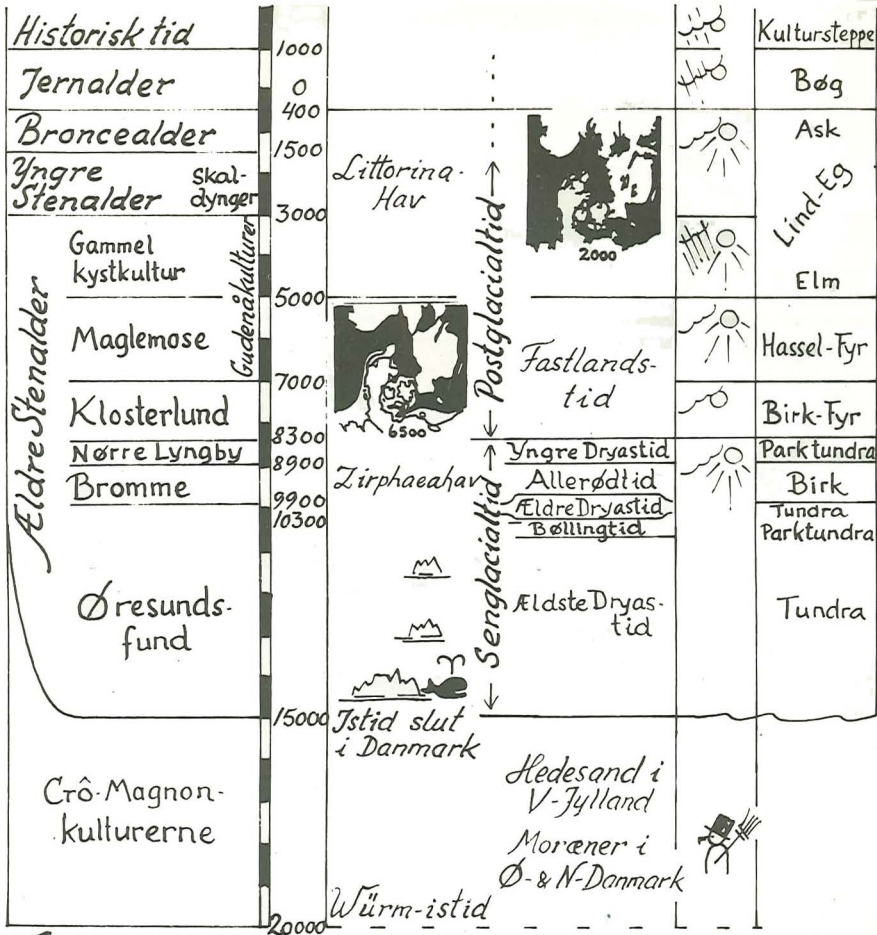 Historisk tid
Jernalder
Broncealder
Yngre
Stenalder
Skal-
dynger
Ældre Stenalder
Gammel
kystkultur
Gudenåkulturer
Maglemose
Klosterlund
Nørre Lyngby
Bromme
Øresunds-
fund
Crô-Magnon-
kulturerne
1000
0
400
1500
3000
5000
7000
8300
8900
9900
10300
15000
20000
Littorina-
Hav
6500
Zirphaeahav
Istid slut
i Danmark
Würm-istid
Postglacialtid
Senglacialtid
2000
Fastlands-
tid
Yngre Dryastid
Allerødtid
Ældre Dryastid
Bøllingtid
Ældste Dryas-
tid
Hedesand i
V-Jylland
Moræner i
Ø- & N-Danmark
Kultursteppe
Bøg
Ask
Lind-Eg
Elm
Hassel-Fyr
Birk-Fyr
Parktundra
Birk
Tundra
Parktundra
Tundra